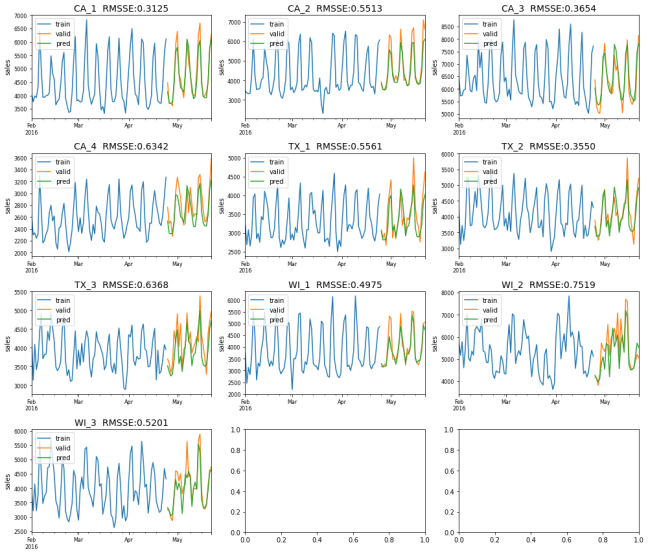 CA_1 RMSSE:0.3125
sales
7000
6500
6000
5500
5000
4500
4000
3500
train
valid
pred
Feb
2016
Mar
Apr
May
CA_2 RMSSE:0.5513
sales
7000
6000
5000
4000
3000
train
valid
pred
Feb
2016
Mar
Apr
May
CA_3 RMSSE:0.3654
sales
8500
8000
7500
7000
6500
6000
5500
5000
train
valid
pred
Feb
2016
Mar
Apr
May
CA_4 RMSSE:0.6342
sales
3600
3400
3200
3000
2800
2600
2400
2200
2000
train
valid
pred
Feb
2016
Mar
Apr
May
TX_1 RMSSE:0.5561
sales
5000
4500
4000
3500
3000
2500
train
valid
pred
Feb
2016
Mar
Apr
May
TX_2 RMSSE:0.3550
sales
6000
5500
5000
4500
4000
3500
3000
train
valid
pred
Feb
2016
Mar
Apr
May
TX_3 RMSSE:0.6368
sales
5500
5000
4500
4000
3500
3000
train
valid
pred
Feb
2016
Mar
Apr
May
WI_1 RMSSE:0.4975
sales
6000
5500
5000
4500
4000
3500
3000
2500
2000
train
valid
pred
Feb
2016
Mar
Apr
May
WI_2 RMSSE:0.7519
sales
8000
7000
6000
5000
4000
train
valid
pred
Feb
2016
Mar
Apr
May
WI_3 RMSSE:0.5201
sales
6000
5500
5000
4500
4000
3500
3000
2500
train
valid
pred
Feb
2016
Mar
Apr
May
1.0
0.8
0.6
0.4
0.2
0.0
0.0 0.2 0.4 0.6 0.8 1.0
1.0
0.8
0.6
0.4
0.2
0.0
0.0 0.2 0.4 0.6 0.8 1.0